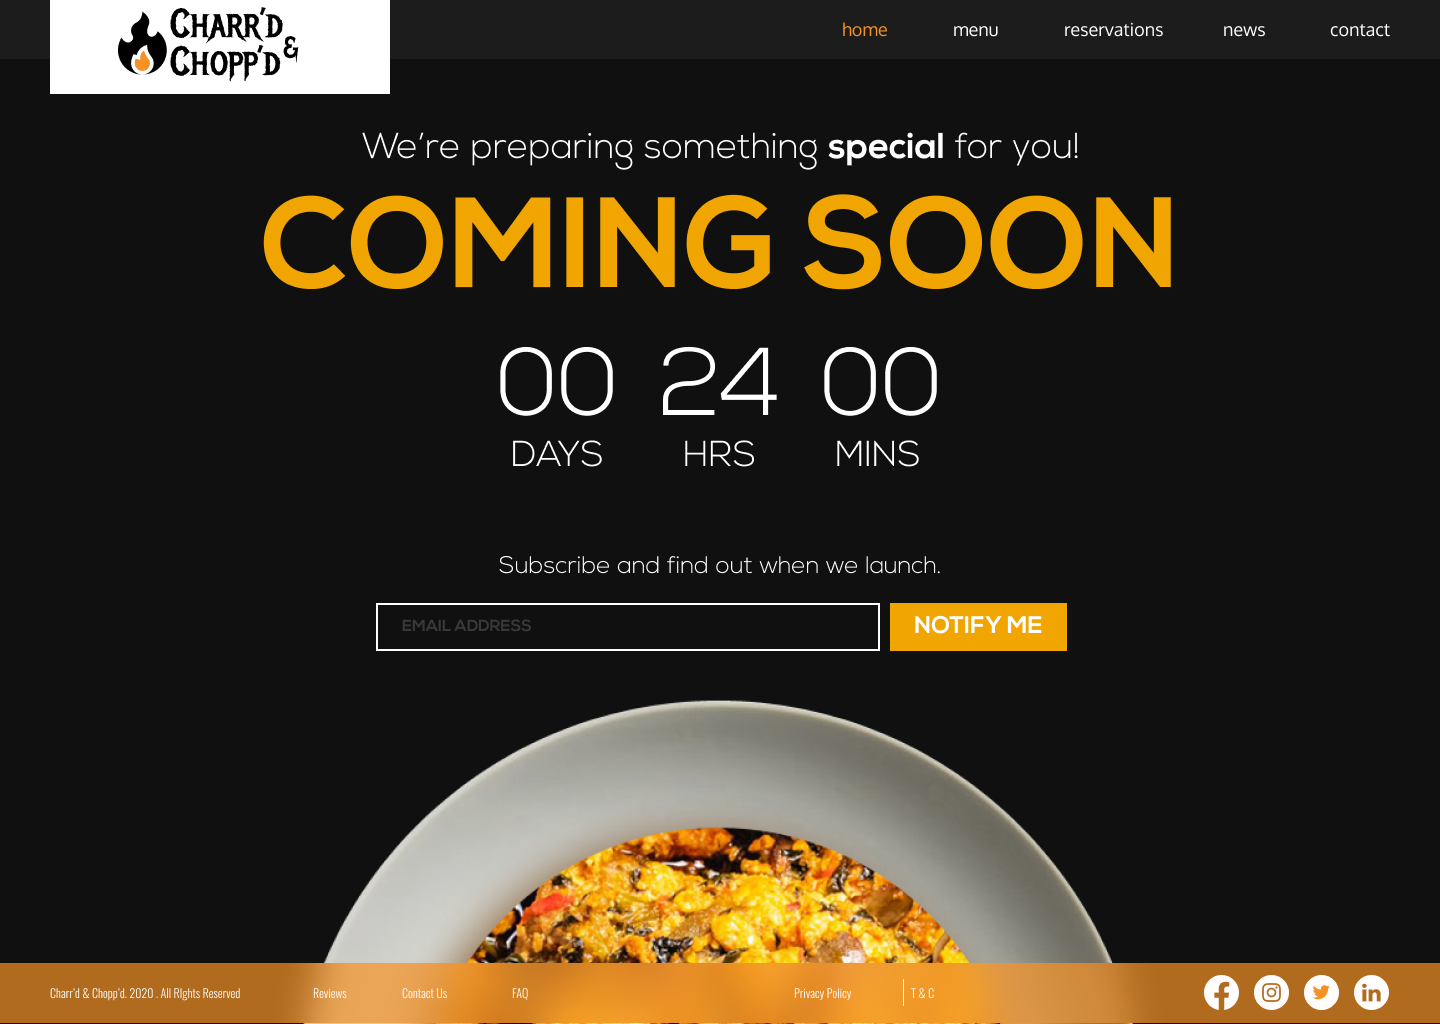 CHARR'D &
CHOPP'D
home menu reservations news contact
We're preparing something special for you!
COMING SOON
00 24 00
DAYS HRS MINS
Subscribe and find out when we launch.
EMAIL ADDRESS
NOTIFY ME
Charr'd & Chopp'd. 2020 . All RIghts Reserved
Reviews
Contact Us
FAQ
Privacy Policy
T & C
in